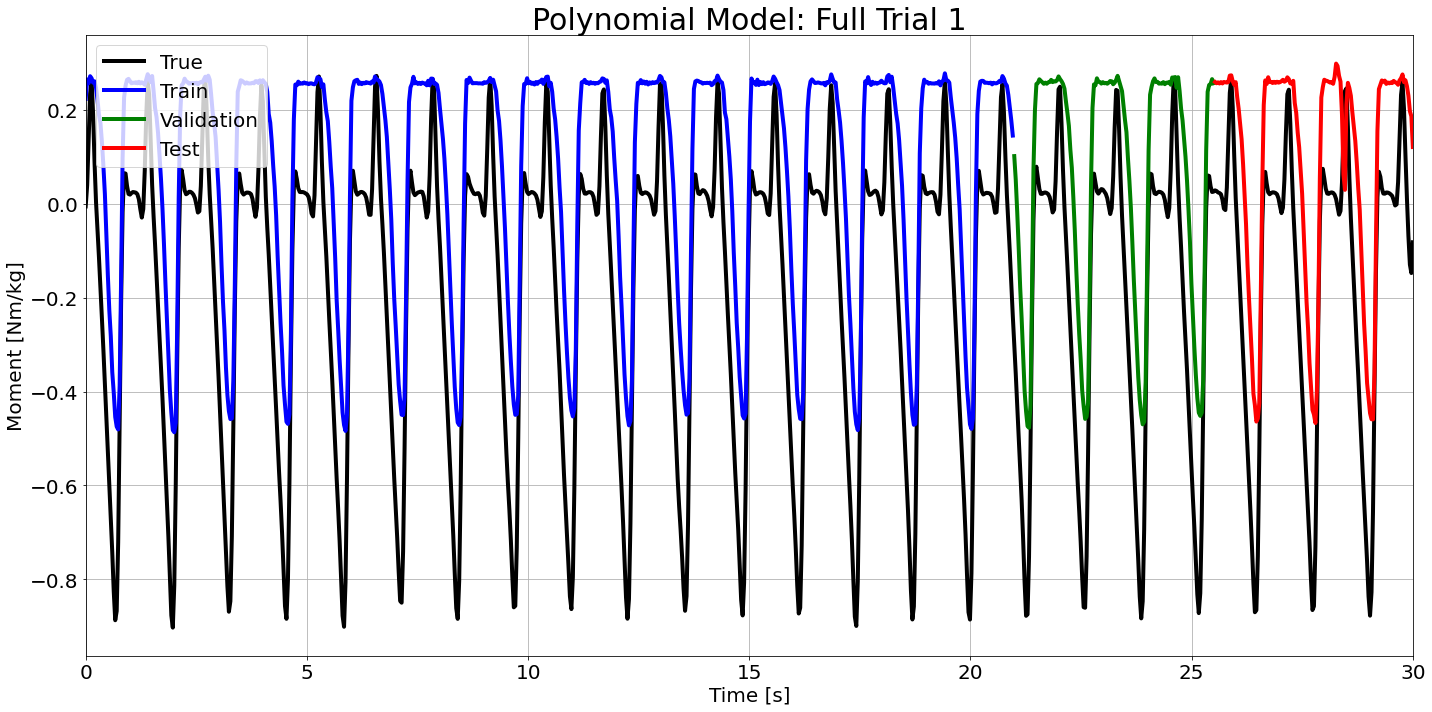 Polynomial Model: Full Trial 1
True
Train
Validation
Test
Moment [Nm/kg]
0.2
0.0
−0.2
−0.4
−0.6
−0.8
0 5 10 15 20 25 30
Time [s]